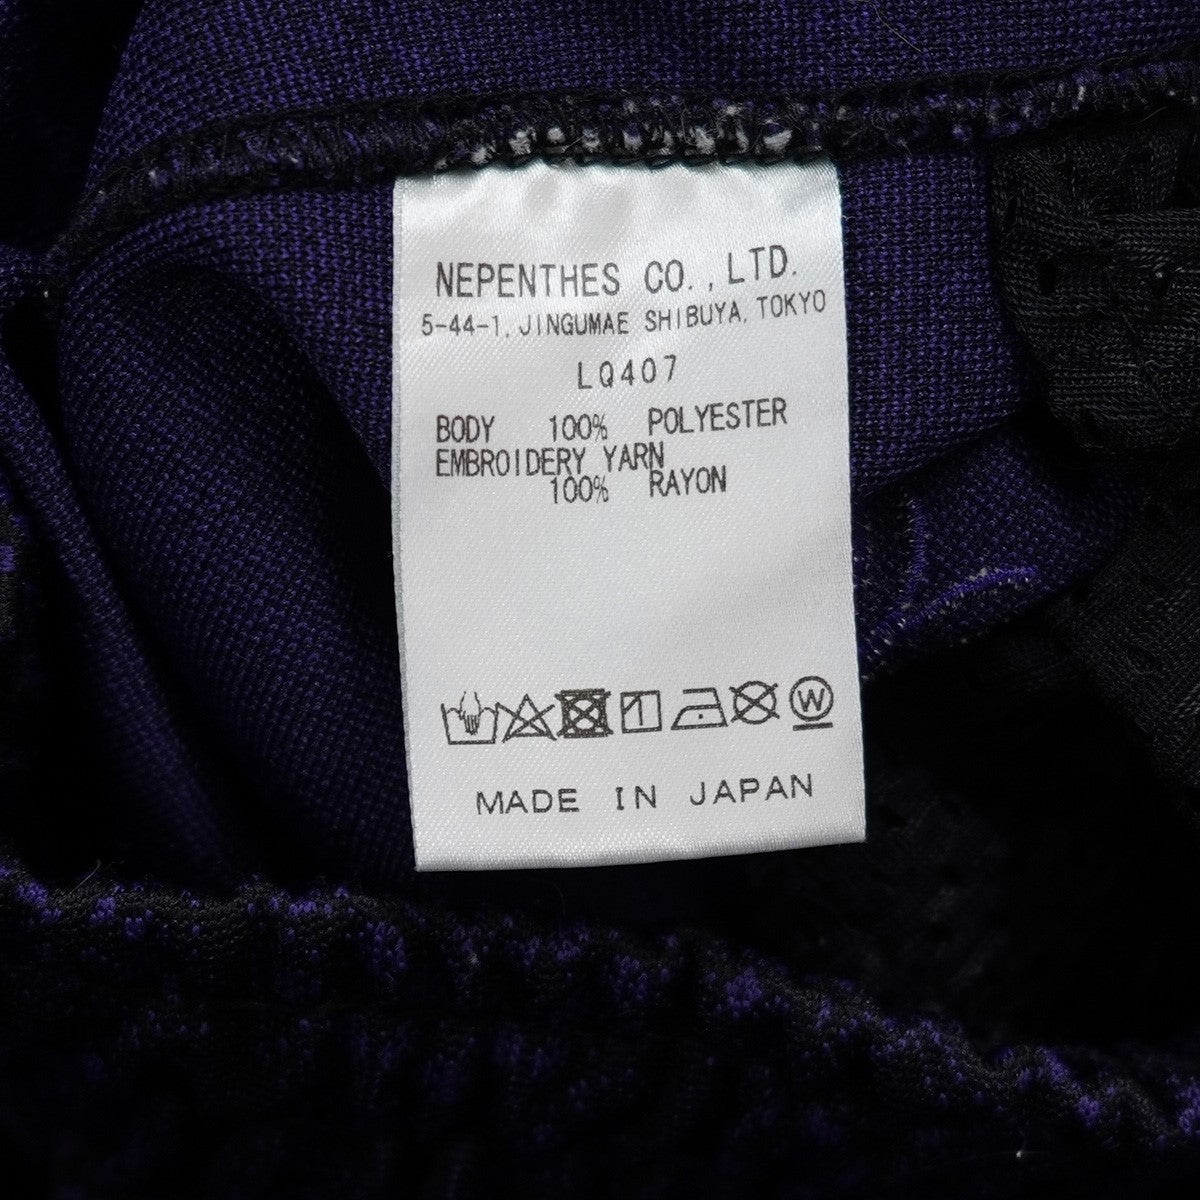 NEPENTHES CO.,LTD.
5-44-1, JINGUMAE SHIBUYA, TOKYO
LQ407
BODY 100% POLYESTER
EMBROIDERY YARN
100% RAYON
1 W
MADE IN JAPAN